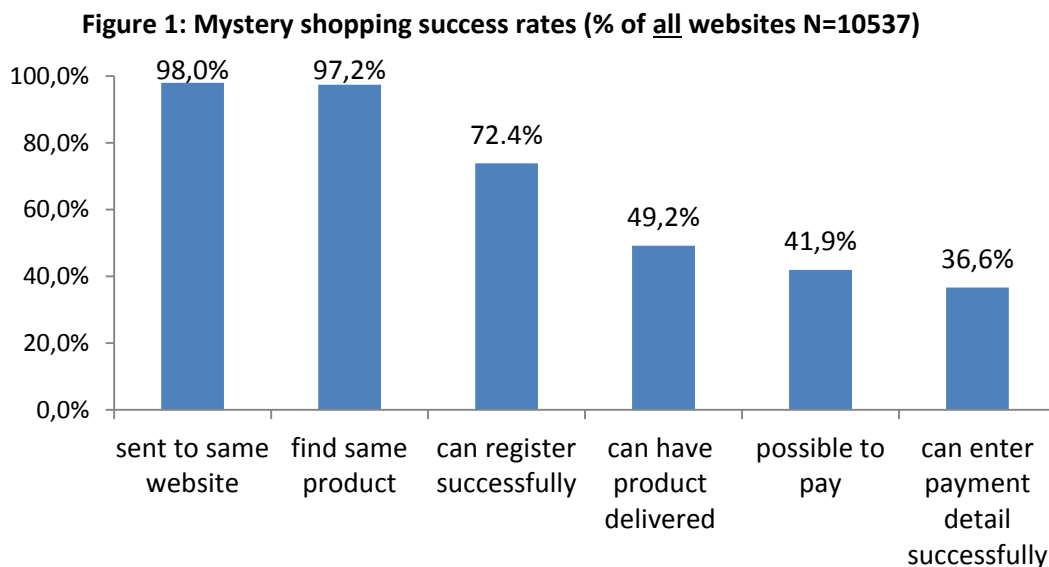 Figure 1: Mystery shopping success rates (% of all websites N=10537)
98,0%
97,2%
72.4%
49,2%
41,9%
36,6%
100,0%
80,0%
60,0%
40,0%
20,0%
0,0%
sent to same
website
find same
product
can register
successfully
can have
product
delivered
possible to
pay
can enter
payment
detail
successfully